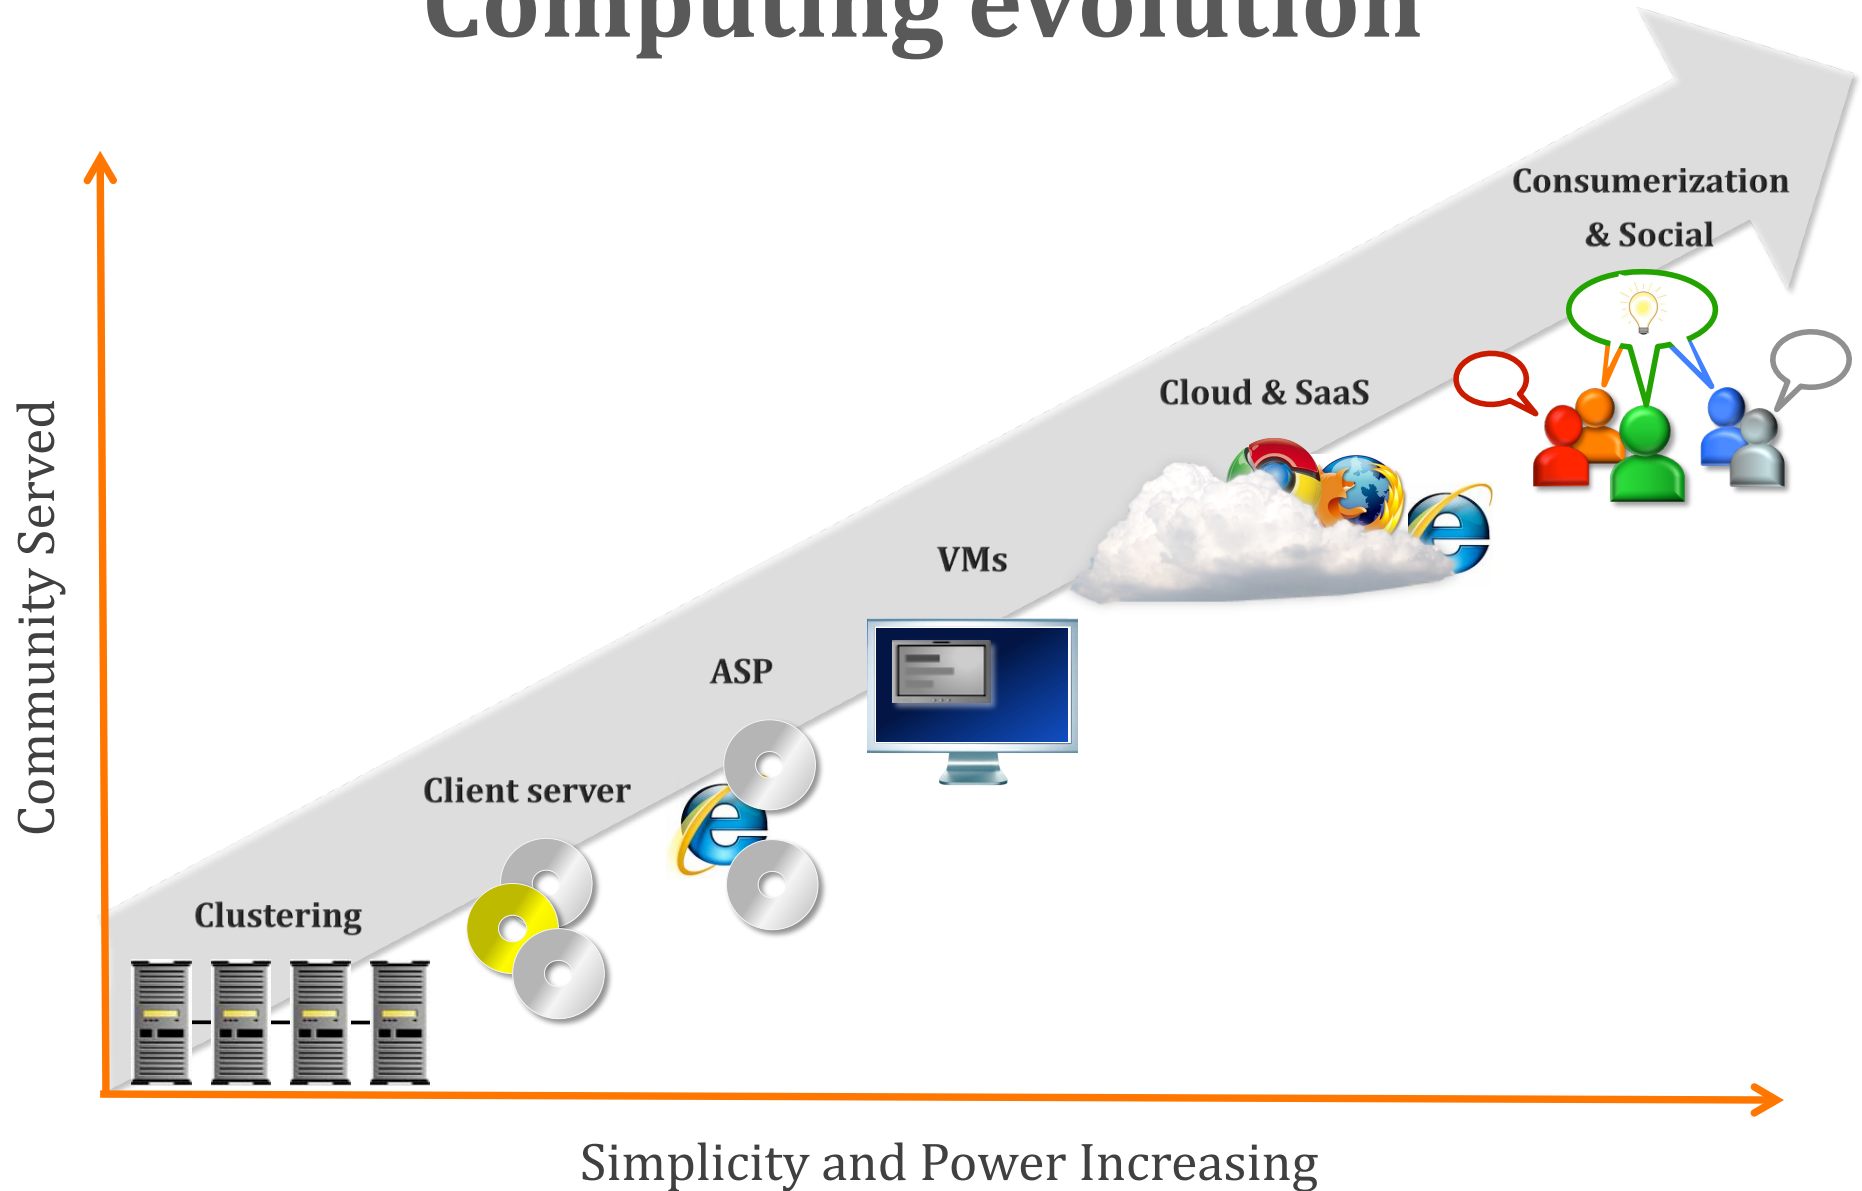 Computing evolution
Consumerization
& Social
Cloud & SaaS
VMs
ASP
Client server
Clustering
Community Served
Simplicity and Power Increasing